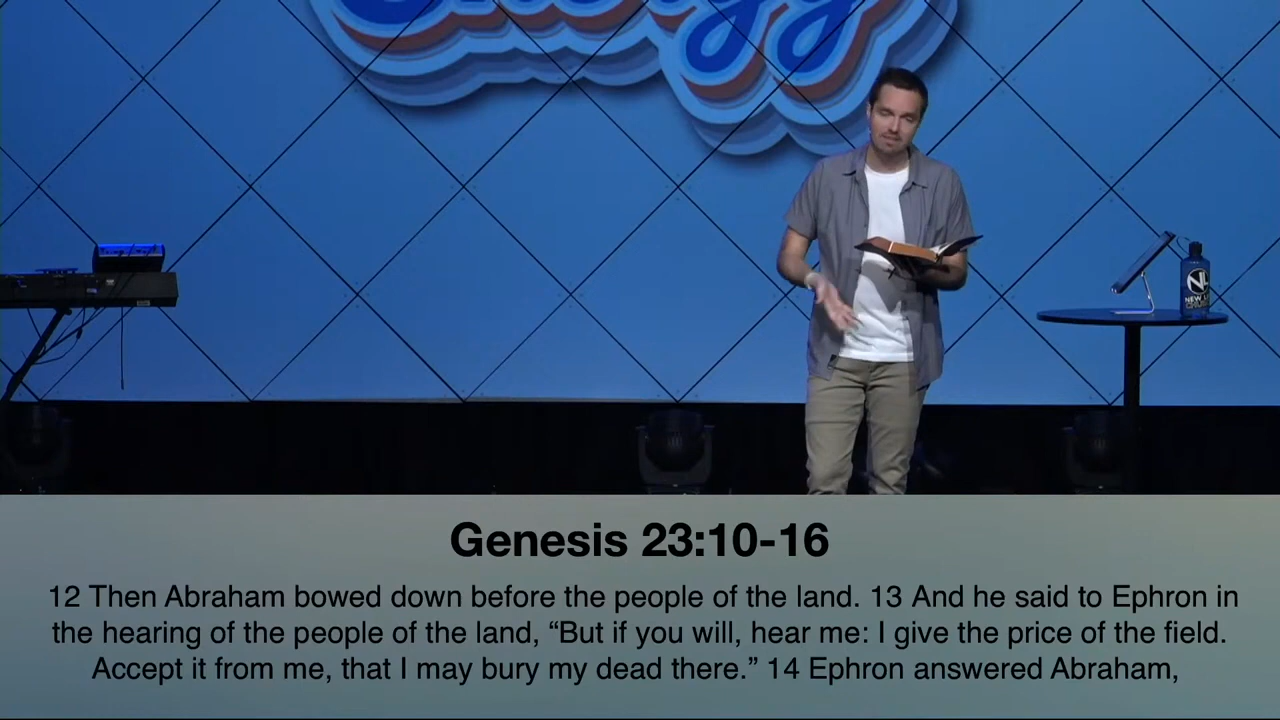 NL
NEW
Genesis 23:10-16
12 Then Abraham bowed down before the people of the land. 13 And he said to Ephron in
the hearing of the people of the land, “But if you will, hear me: I give the price of the field.
Accept it from me, that I may bury my dead there.” 14 Ephron answered Abraham,